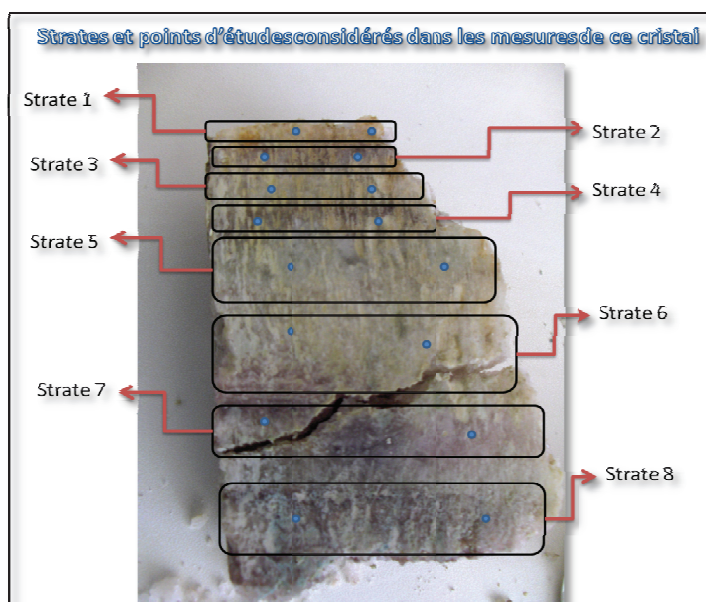 Strates et points d'étudesconsidérés dans les mesuresde ce cristal
Strate 1
Strate 2
Strate 3
Strate 4
Strate 5
Strate 6
Strate 7
Strate 8